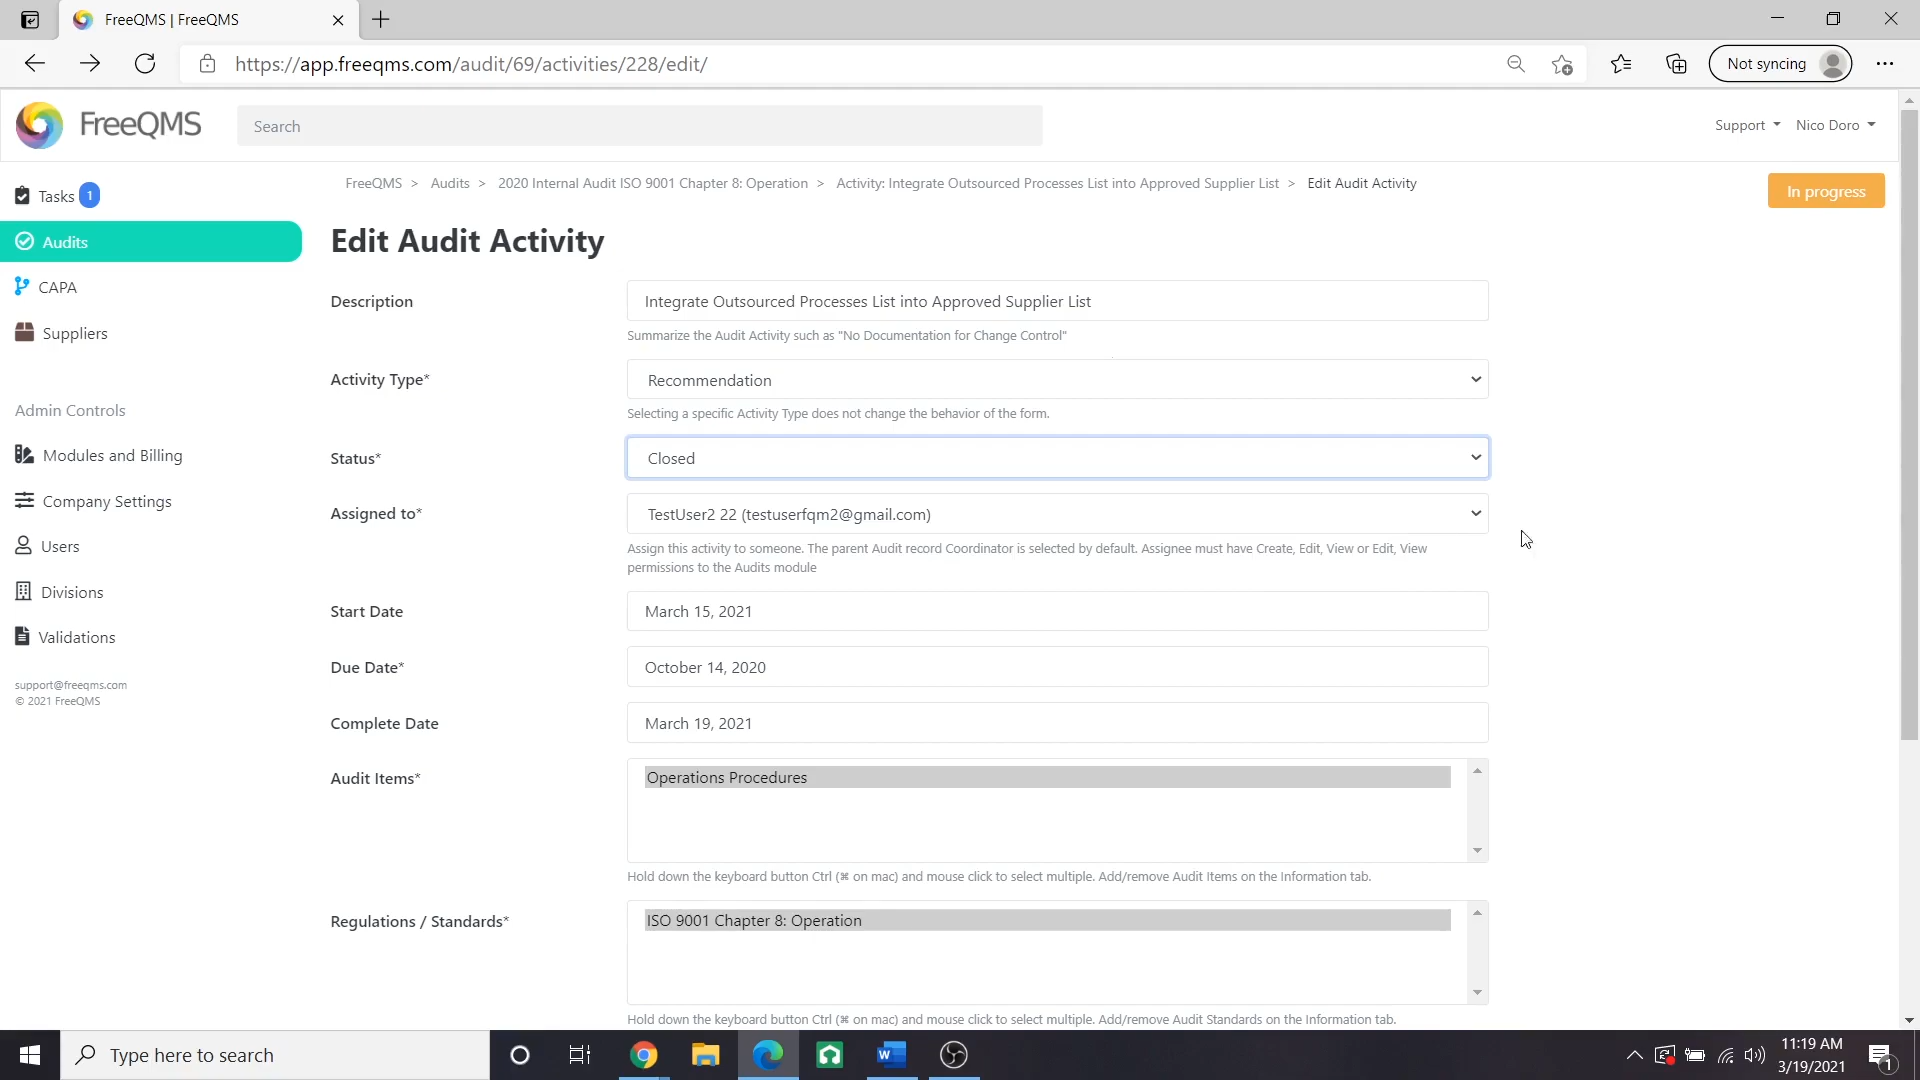 FreeQMS | FreeQMS
https://app.freeqms.com/audit/69/activities/228/edit/
Not syncing
FreeQMS
Search
Support
Nico Doro
Tasks 1
Audits
CAPA
Suppliers
Admin Controls
Modules and Billing
Company Settings
Users
Divisions
Validations
support@freeqms.com
© 2021 FreeQMS
FreeQMS > Audits > 2020 Internal Audit ISO 9001 Chapter 8: Operation > Activity: Integrate Outsourced Processes List into Approved Supplier List > Edit Audit Activity
In progress
Edit Audit Activity
Description
Integrate Outsourced Processes List into Approved Supplier List
Summarize the Audit Activity such as "No Documentation for Change Control"
Activity Type*
Recommendation
Selecting a specific Activity Type does not change the behavior of the form.
Status*
Closed
Assigned to*
TestUser2 22 (testuserfqm2@gmail.com)
Assign this activity to someone. The parent Audit record Coordinator is selected by default. Assignee must have Create, Edit, View or Edit, View
permissions to the Audits module
Start Date
March 15, 2021
Due Date*
October 14, 2020
Complete Date
March 19, 2021
Audit Items*
Operations Procedures
Hold down the keyboard button Ctrl (⌘ on mac) and mouse click to select multiple. Add/remove Audit Items on the Information tab.
Regulations / Standards*
ISO 9001 Chapter 8: Operation
Hold down the keyboard button Ctrl (⌘ on mac) and mouse click to select multiple. Add/remove Audit Standards on the Information tab.
Type here to search
11:19 AM
3/19/2021
1